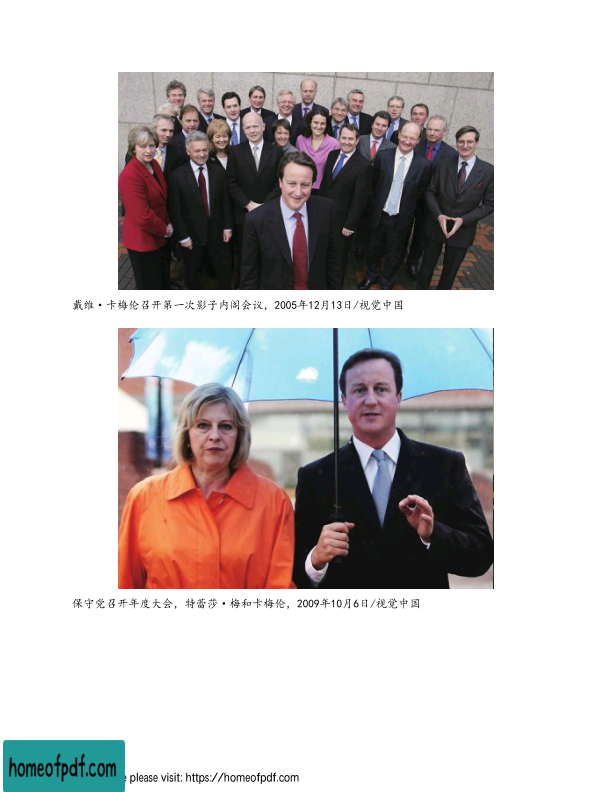 戴维·卡梅伦召开第一次影子内阁会议，2005年12月13日/视觉中国
保守党召开年度大会，特蕾莎·梅和卡梅伦，2009年10月6日/视觉中国
homeofpdf.com
e please visit: https://homeofpdf.com